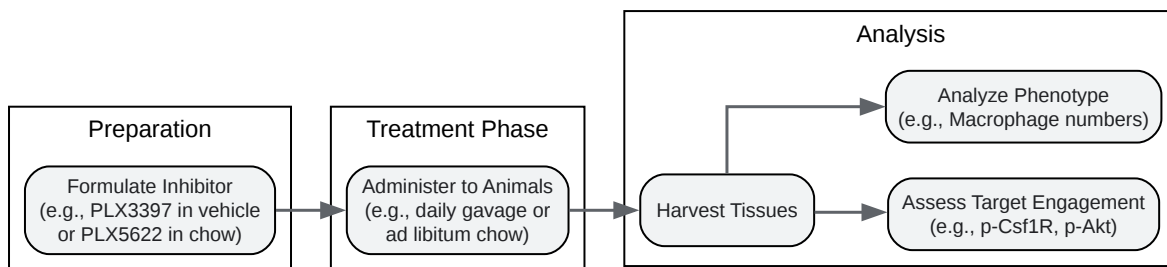 Preparation
Formulate Inhibitor
(e.g., PLX3397 in vehicle
or PLX5622 in chow)
Treatment Phase
Administer to Animals
(e.g., daily gavage or
ad libitum chow)
Analysis
Harvest Tissues
Analyze Phenotype
(e.g., Macrophage numbers)
Assess Target Engagement
(e.g., p-Csf1R, p-Akt)